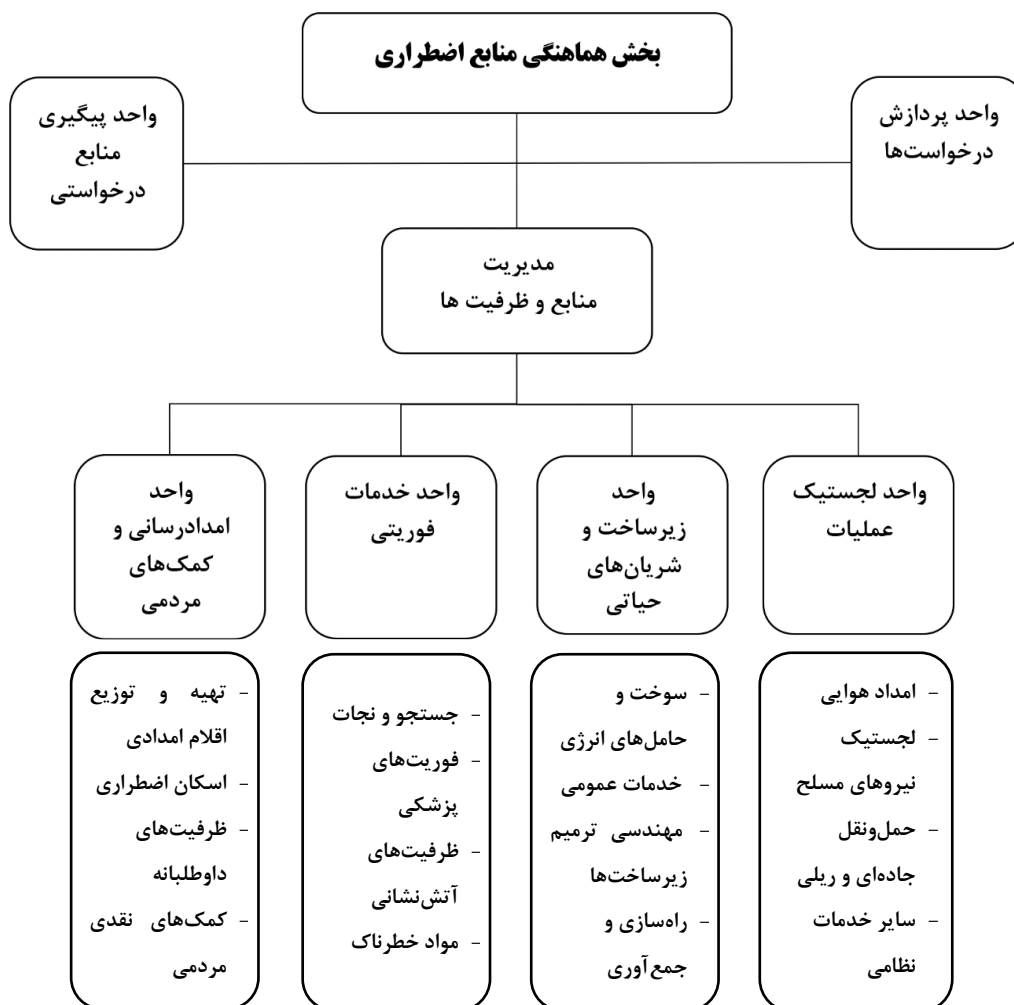 بخش هماهنگی منابع اضطراری
واحد پردازش
درخواست‌ها
واحد پیگیری
منابع
درخواستی
مدیریت
منابع و ظرفیت ها
واحد لجستیک
عملیات
واحد
زیرساخت و
شریان‌های
حیاتی
واحد خدمات
فوریتی
واحد
امدادرسانی و
کمک‌های
مردمی
- امداد هوایی
- لجستیک
نیروهای مسلح
- حمل‌ونقل
جاده‌ای و ریلی
- سایر خدمات
نظامی
- سوخت و
حامل‌های انرژی
- خدمات عمومی
- مهندسی ترمیم
زیرساخت‌ها
- راه‌سازی و
جمع‌آوری
- جستجو و نجات
- فوریت‌های
پزشکی
- ظرفیت‌های
آتش‌نشانی
- مواد خطرناک
- تهیه و توزیع
اقلام امدادی
- اسکان اضطراری
- ظرفیت‌های
داوطلبانه
- کمک‌های نقدی
مردمی